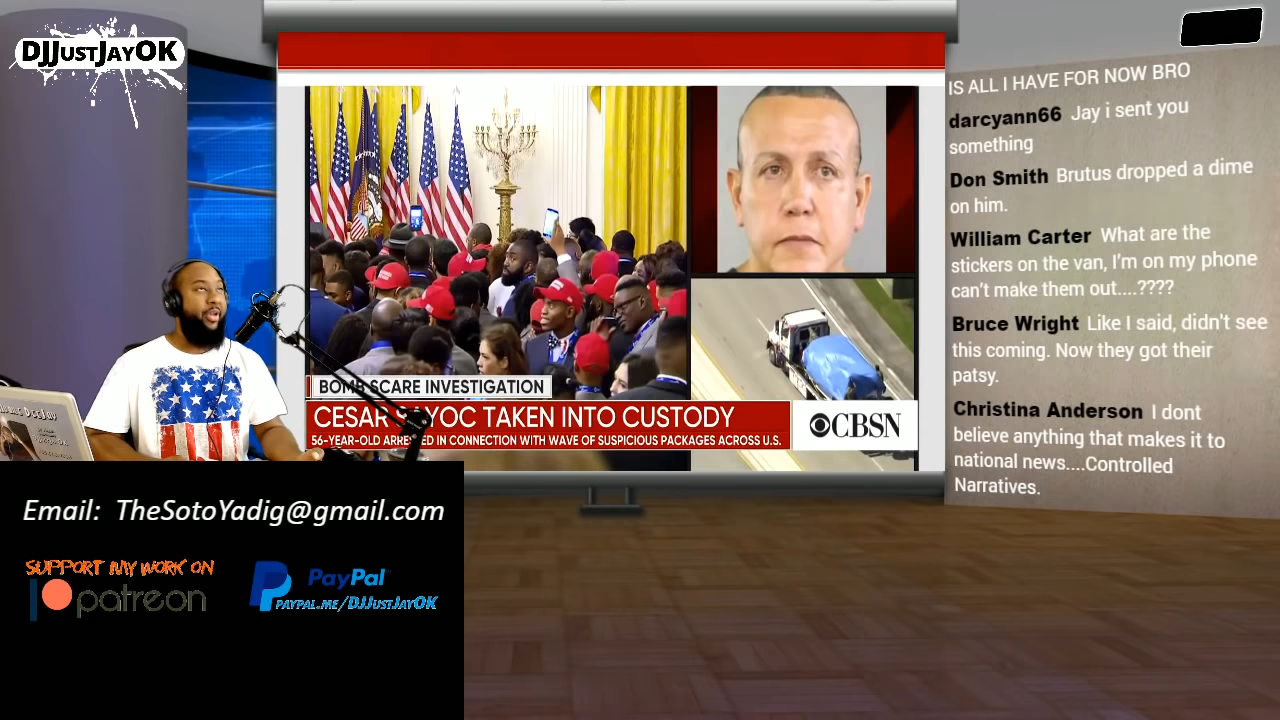 DJJUSTJAYOK
IS ALL I HAVE FOR NOW BRO
darcyann66 Jay i sent you
something
Don Smith Brutus dropped a dime
on him.
William Carter What are the
stickers on the van, I'm on my phone
can't make them out....????
Bruce Wright Like I said, didn't see
this coming. Now they got their
patsy.
Christina Anderson I dont
believe anything that makes it to
national news....Controlled
Narratives.
BOMB SCARE INVESTIGATION
CESAR SAYOC TAKEN INTO CUSTODY
56-YEAR-OLD ARRESTED IN CONNECTION WITH WAVE OF SUSPICIOUS PACKAGES ACROSS U.S.
CBSN
Email: TheSotoYadig@gmail.com
SUPPORT MY WORK ON
patreon
PayPal
PAYPAL.ME/DJJUSTJAYOK